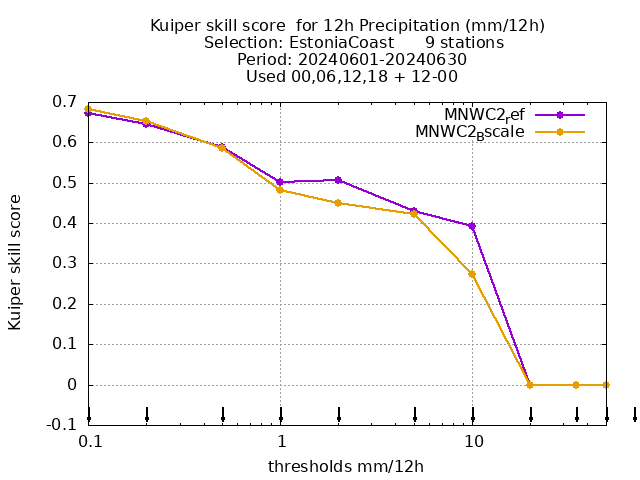 Kuiper skill score  for 12h Precipitation (mm/12h)
Selection: EstoniaCoast      9 stations
Period: 20240601-20240630
Used 00,06,12,18 + 12-00
MNWC2ref
MNWC2Bscale
0.7
0.6
0.5
0.4
0.3
0.2
0.1
0
-0.1
Kuiper skill score
0.1
1
10
thresholds mm/12h